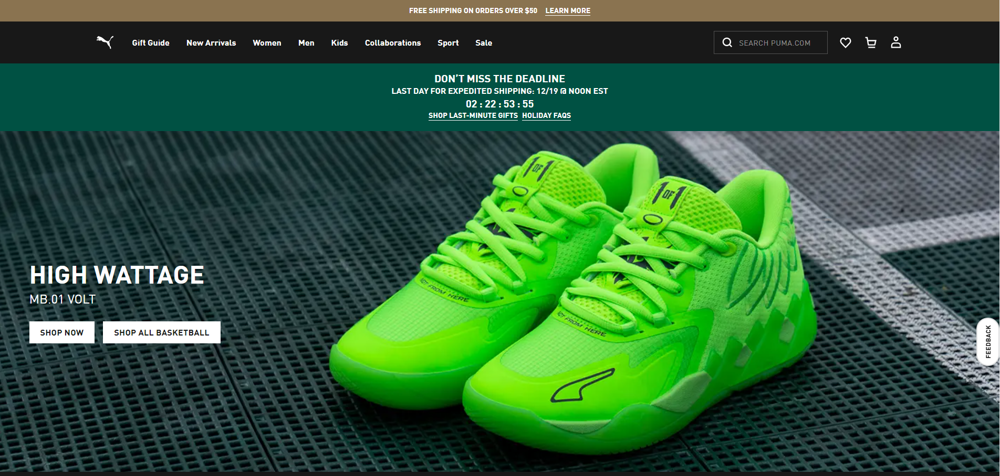 FREE SHIPPING ON ORDERS OVER $50 LEARN MORE
Gift Guide New Arrivals Women Men Kids Collaborations Sport Sale SEARCH PUMA.COM
DON'T MISS THE DEADLINE
LAST DAY FOR EXPEDITED SHIPPING: 12/19 @ NOON EST
02 : 22 : 53 : 55
SHOP LAST-MINUTE GIFTS HOLIDAY FAQS
1 OF 1
1 OF 1
HIGH WATTAGE
MB.01 VOLT
NOT FROM HERE
NOT FROM HERE
SHOP NOW SHOP ALL BASKETBALL
FEEDBACK